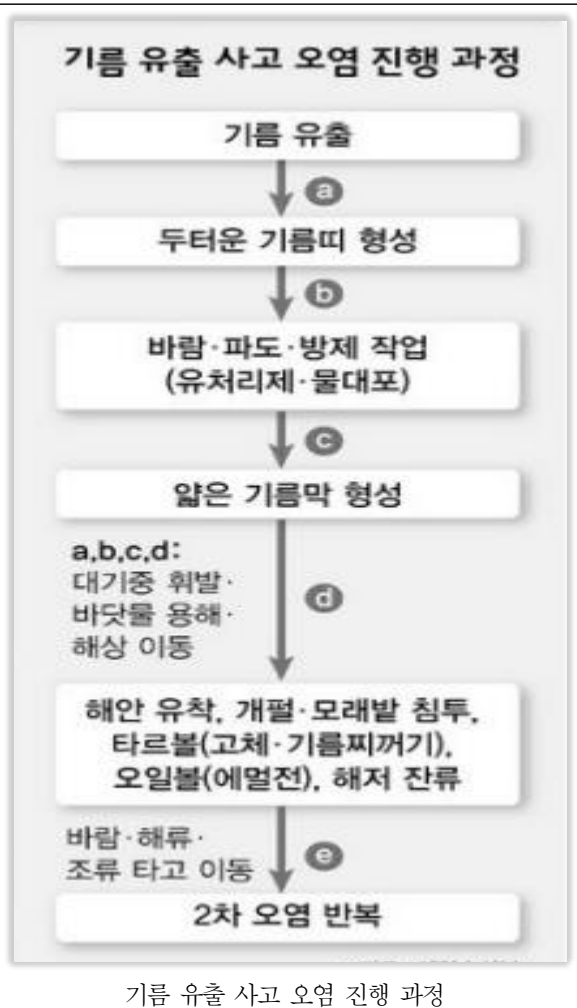 기름 유출 사고 오염 진행 과정
기름 유출
a
두터운 기름띠 형성
b
바람·파도·방제 작업
(유처리제·물대포)
c
얇은 기름막 형성
a,b,c,d:
대기중 휘발·
바닷물 용해·
해상 이동
d
해안 유착, 개펄·모래밭 침투,
타르볼(고체·기름찌꺼기),
오일볼(에멀전), 해저 잔류
바람·해류·
조류 타고 이동
e
2차 오염 반복
기름 유출 사고 오염 진행 과정